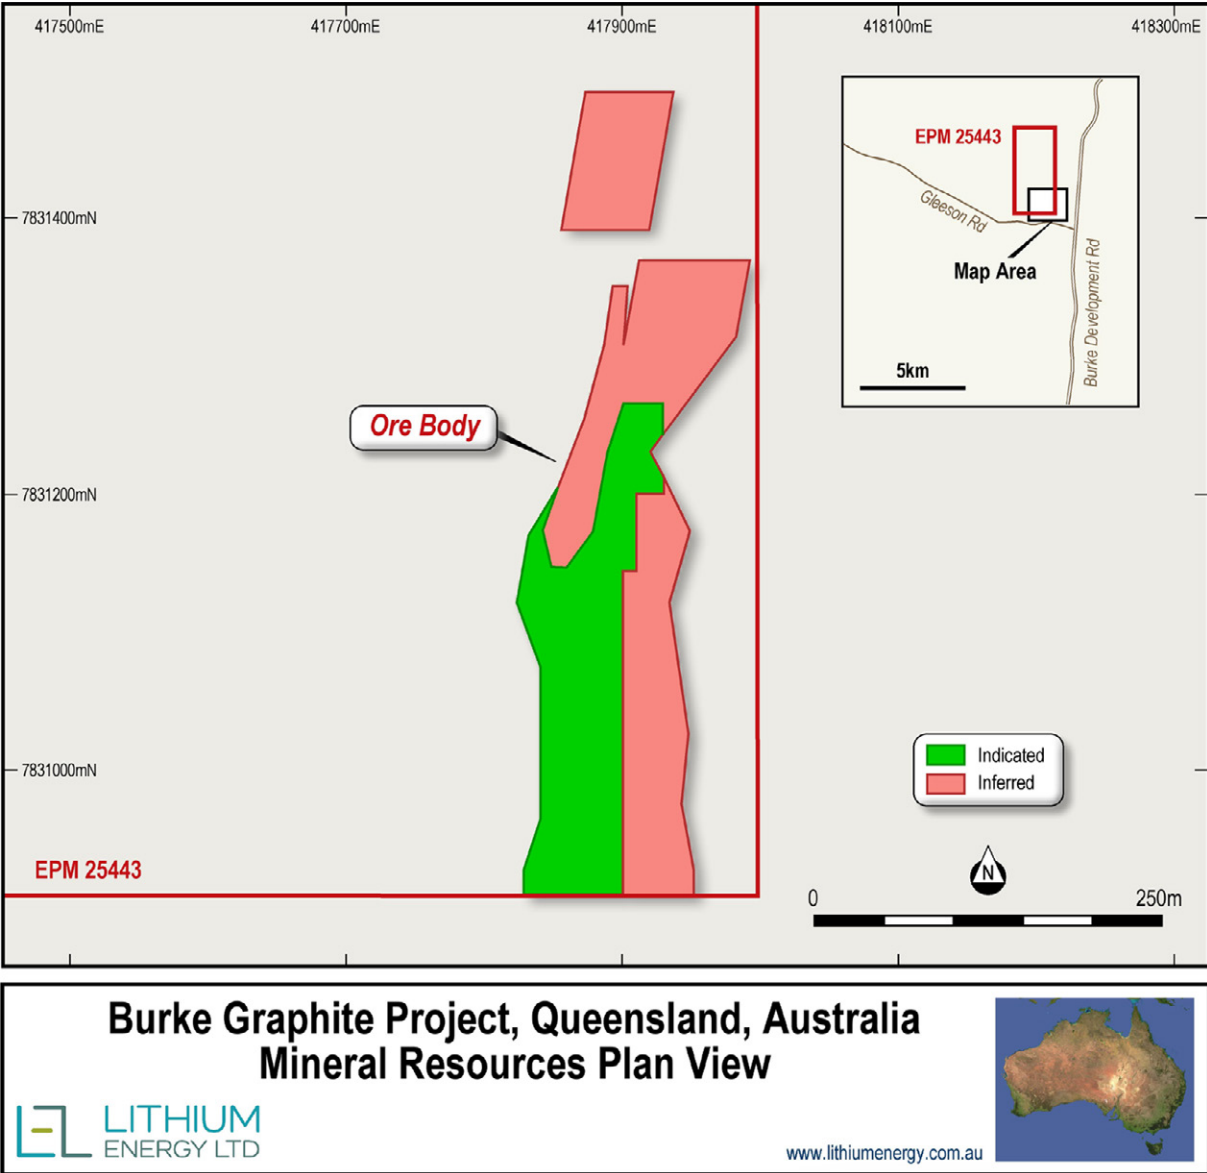 417500mE
417700mE
417900mE
418100mE
418300mE
EPM 25443
Gleeson Rd
Map Area
Burke Development Rd
5km
7831400mN
Ore Body
7831200mN
Indicated
Inferred
7831000mN
EPM 25443
N
0
250m
Burke Graphite Project, Queensland, Australia
Mineral Resources Plan View
LITHIUM
ENERGY LTD
www.lithiumenergy.com.au